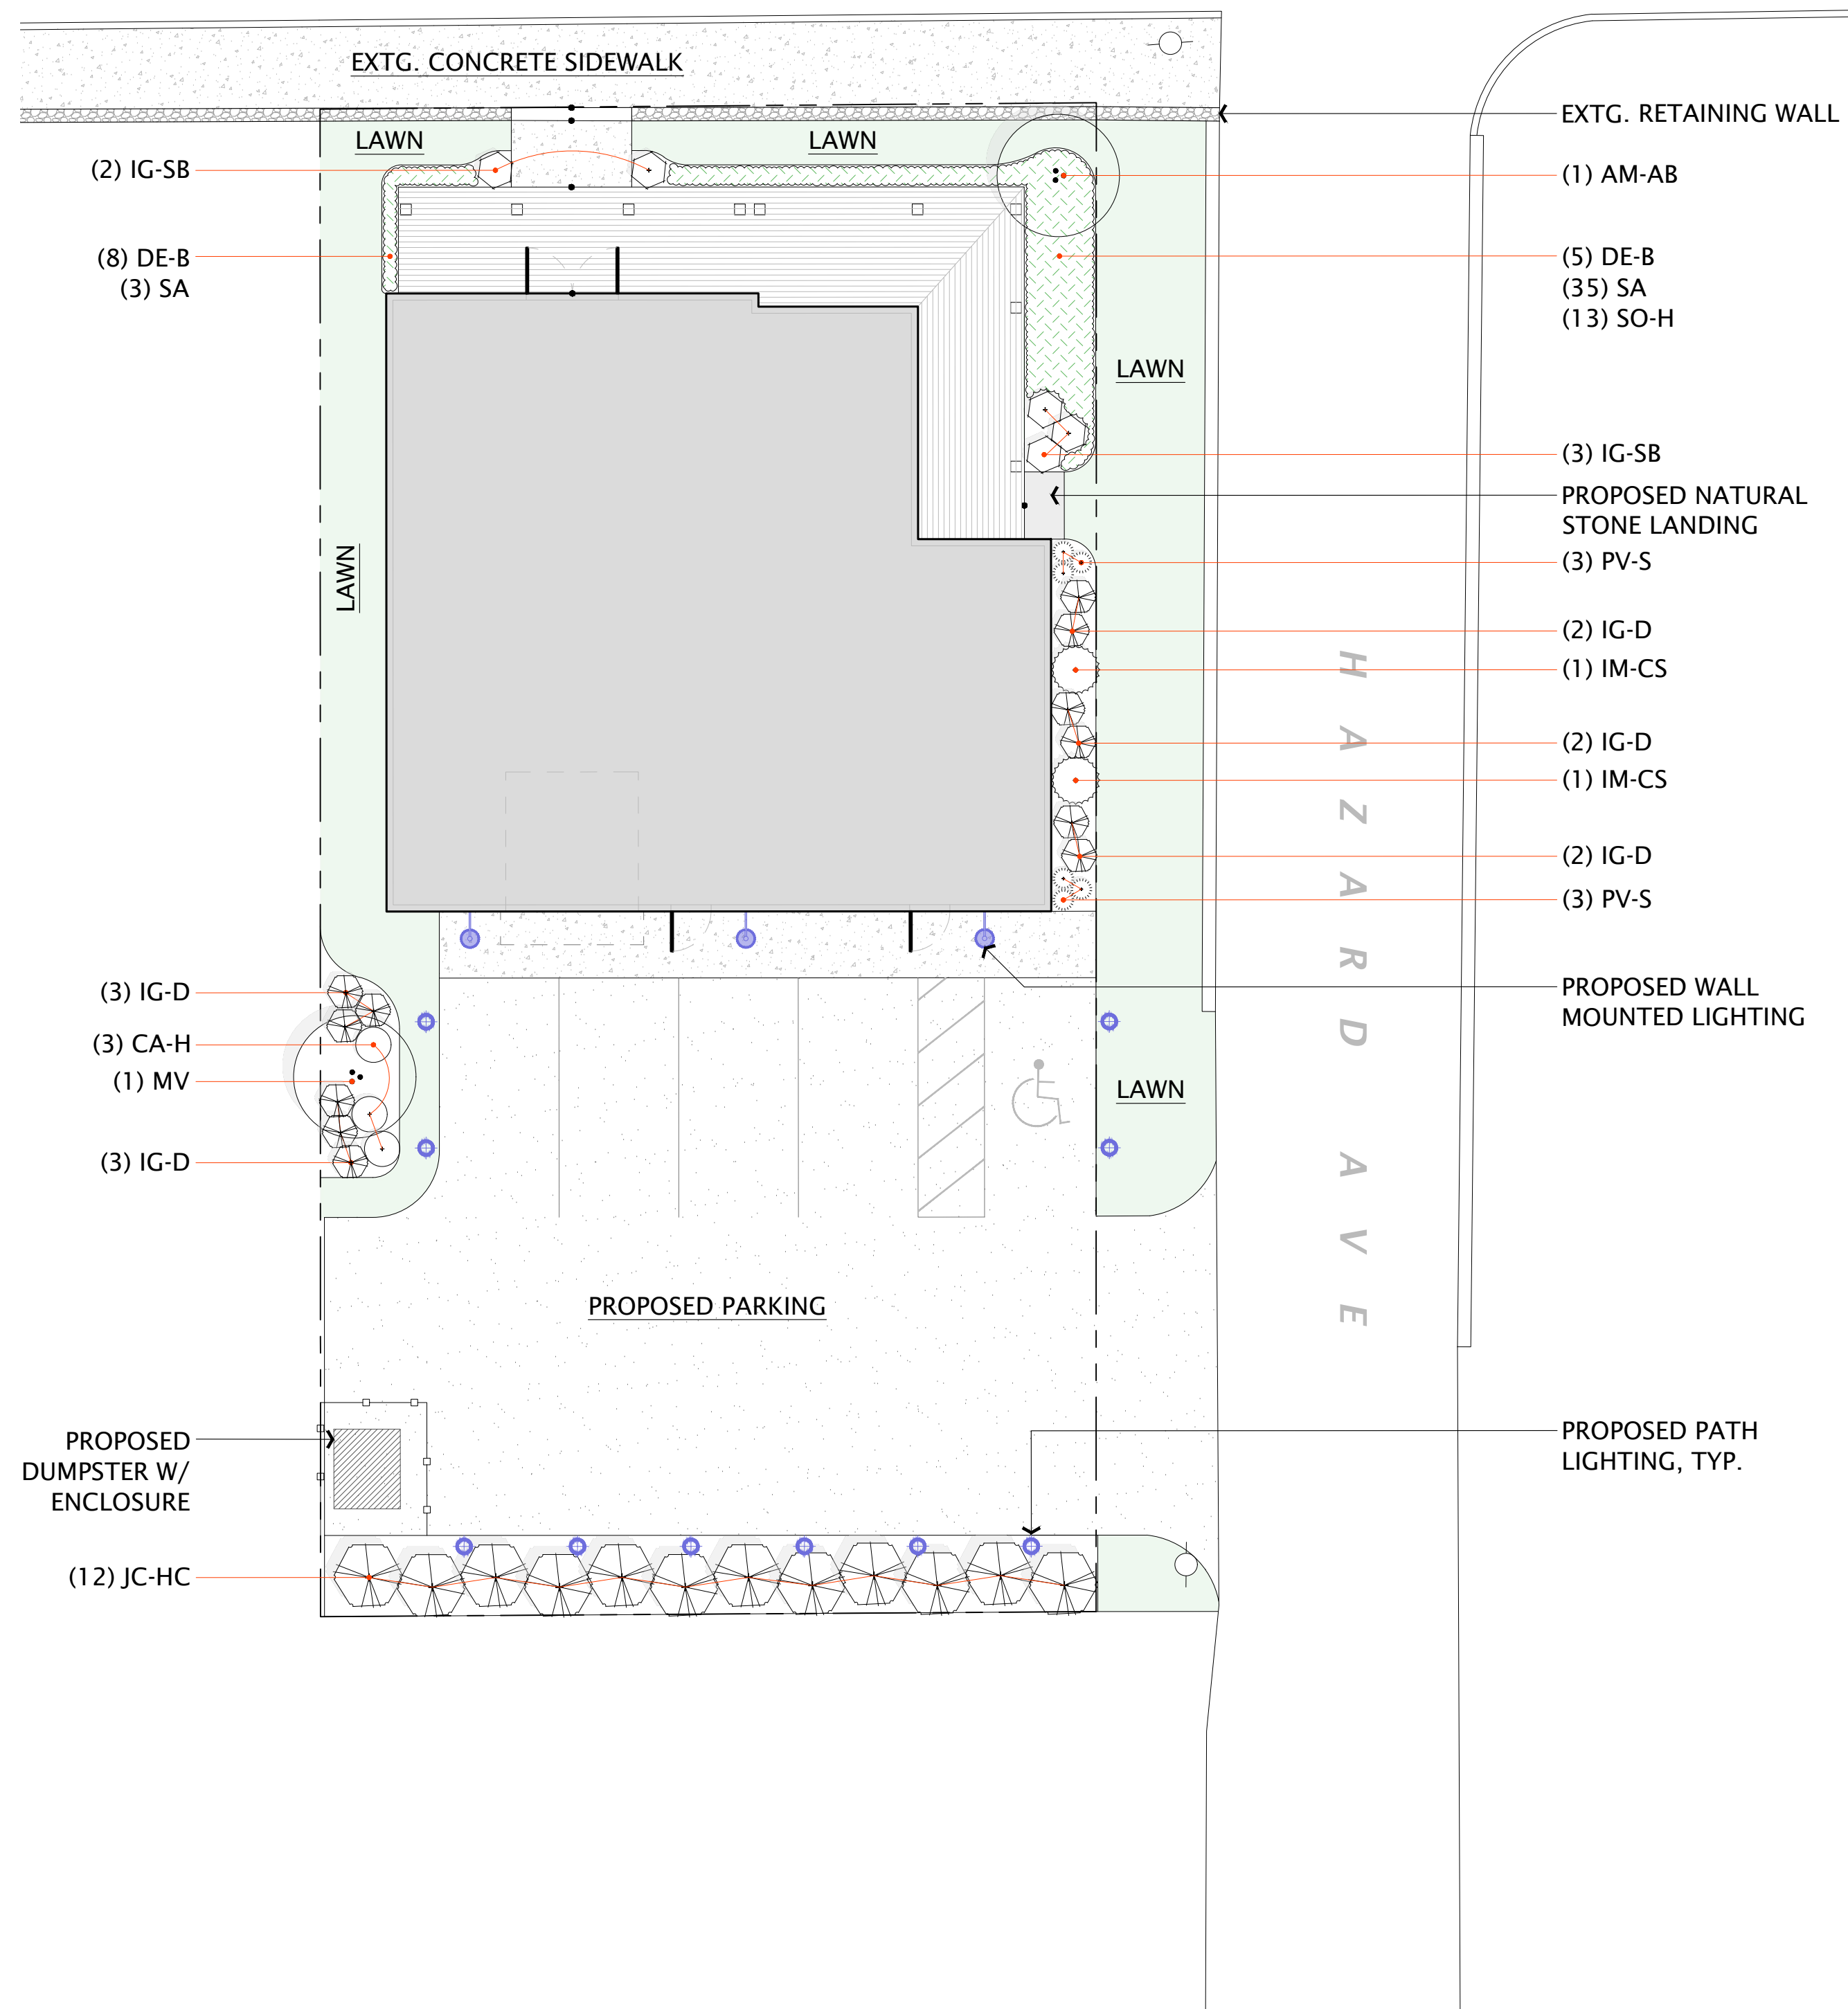 EXTG. CONCRETE SIDEWALK
EXTG. RETAINING WALL
LAWN
LAWN
(2) IG-SB
(1) AM-AB
(8) DE-B
(3) SA
(5) DE-B
(35) SA
(13) SO-H
LAWN
(3) IG-SB
PROPOSED NATURAL
STONE LANDING
LAWN
(3) PV-S
(2) IG-D
(1) IM-CS
(2) IG-D
(1) IM-CS
(2) IG-D
(3) PV-S
HAZARD AVE
(3) IG-D
PROPOSED WALL
MOUNTED LIGHTING
(3) CA-H
(1) MV
LAWN
(3) IG-D
PROPOSED PARKING
PROPOSED
DUMPSTER W/
ENCLOSURE
PROPOSED PATH
LIGHTING, TYP.
(12) JC-HC